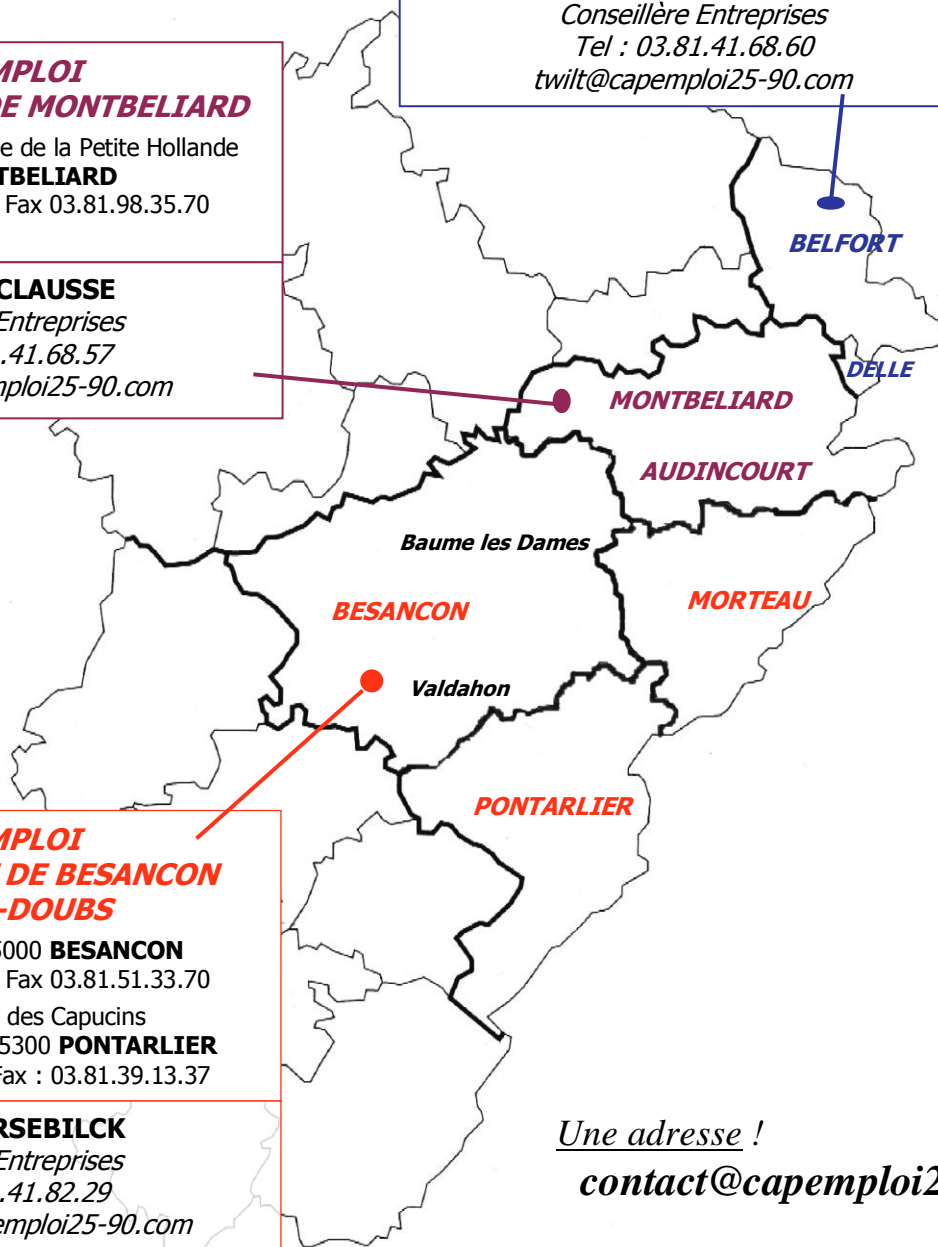 Conseillère Entreprises
Tel : 03.81.41.68.60
twilt@capemploi25-90.com
MPLOI
DE MONTBELIARD
e de la Petite Hollande
TBELIARD
Fax 03.81.98.35.70
CLAUSSE
Entreprises
.41.68.57
mploi25-90.com
BELFORT
DELLE
MONTBELIARD
AUDINCOURT
Baume les Dames
BESANCON
MORTEAU
Valdahon
PONTARLIER
MPLOI
DE BESANCON
-DOUBS
5000 BESANCON
Fax 03.81.51.33.70
des Capucins
5300 PONTARLIER
Fax : 03.81.39.13.37
RSEBILCK
Entreprises
.41.82.29
emploi25-90.com
Une adresse !
contact@capemploi2